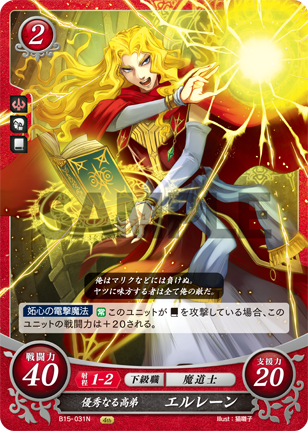 2
SAMPLE
俺はマリクなどには負けぬ。
ヤツに味方する者は全て俺の敵だ。
妬心の電撃魔法 常 このユニットが を攻撃している場合、この
ユニットの戦闘力は+20される。
戦闘力
40
射程 1-2 下級職 魔道士
支援力
20
優秀なる高弟 エルレーン
B15-031N 4th Illust:猫囃子